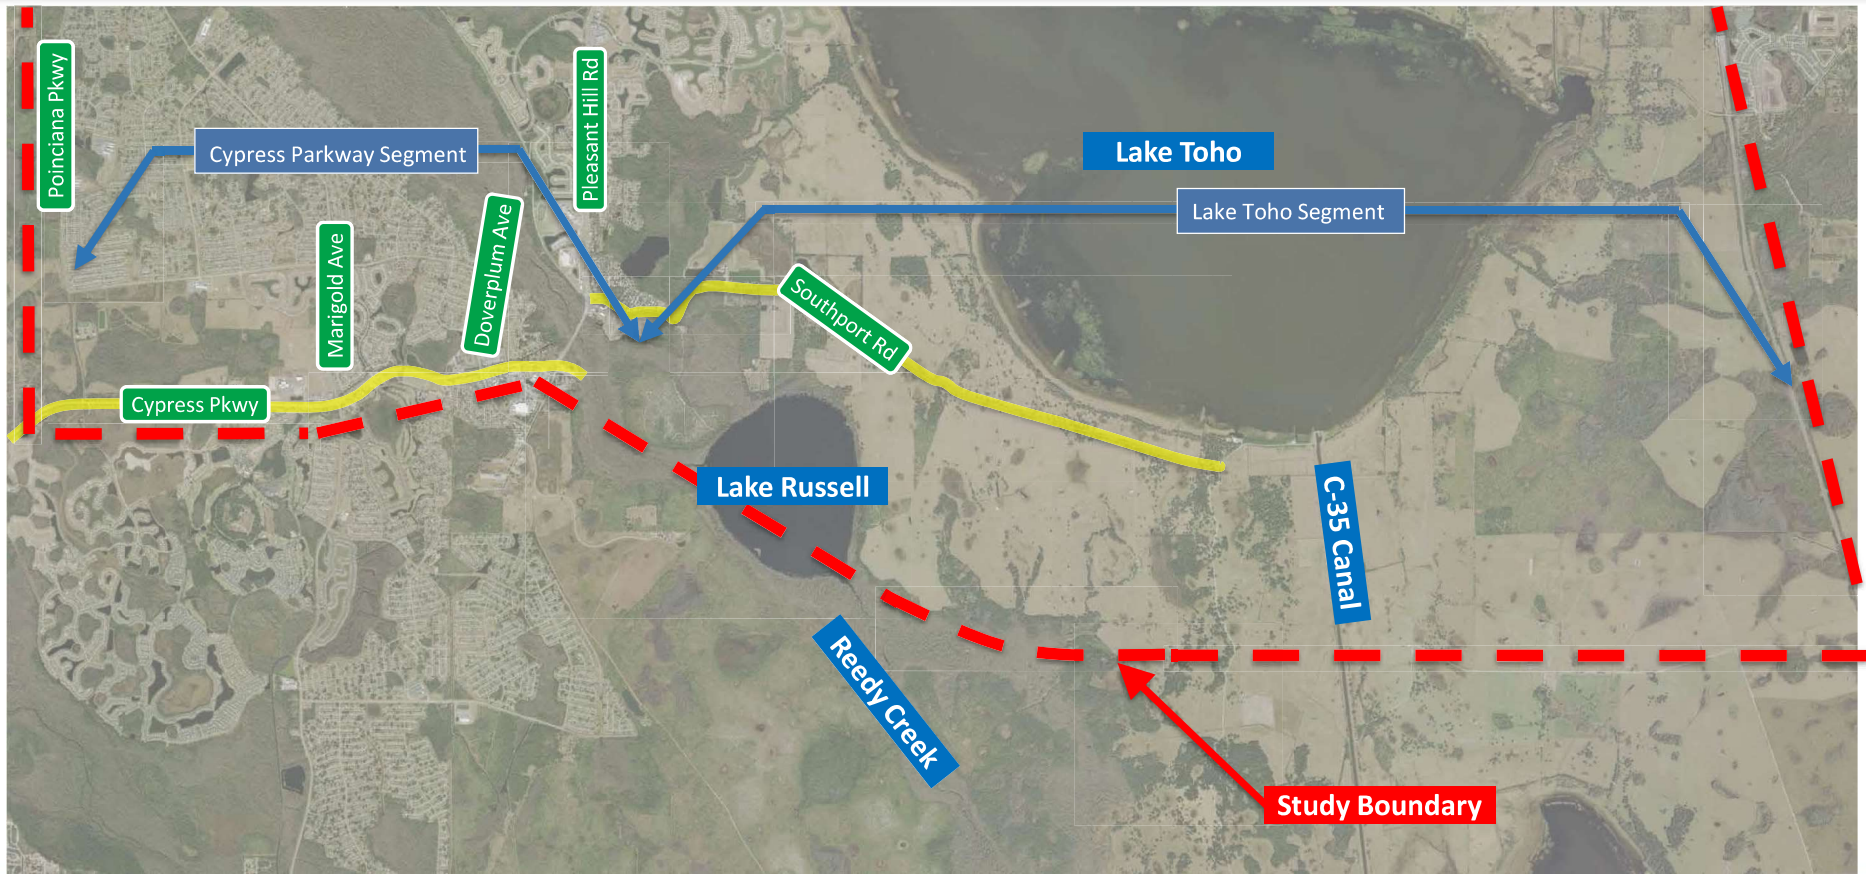 Poinciana Pkwy
Pleasant Hill Rd
Cypress Parkway Segment
Lake Toho
Lake Toho Segment
Doverplum Ave
Marigold Ave
Southport Rd
Cypress Pkwy
Lake Russell
C-35 Canal
Reedy Creek
Study Boundary